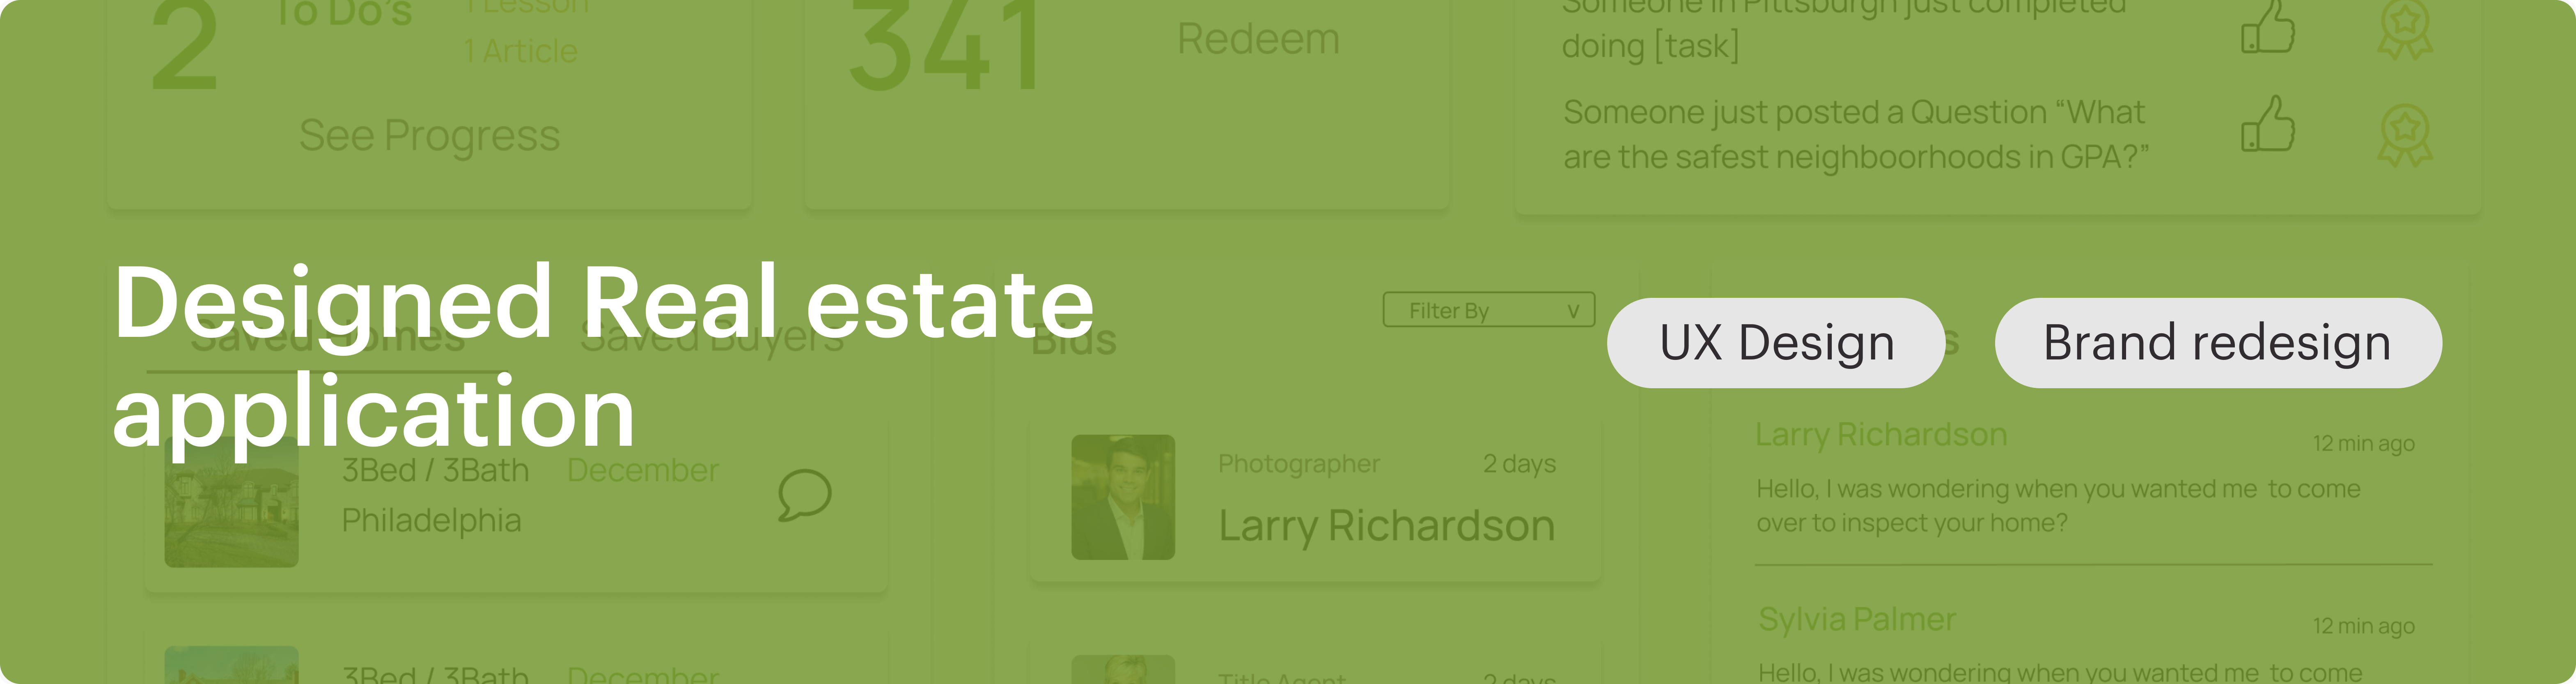 2
To Do's
1 Lesson
1 Article
See Progress
341
Redeem
Someone in Pittsburgh just completed
doing [task]
Someone just posted a Question “What
are the safest neighboorhoods in GPA?”
Designed Real estate
application
UX Design
Brand redesign
Saved Homes
Saved Buyers
3Bed / 3Bath
December
Philadelphia
3Bed / 3Bath
December
Bids
Filter By
V
Photographer
2 days
Larry Richardson
Title Agent
2 days
Larry Richardson
12 min ago
Hello, I was wondering when you wanted me to come
over to inspect your home?
Sylvia Palmer
12 min ago
Hello, I was wondering when you wanted me to come